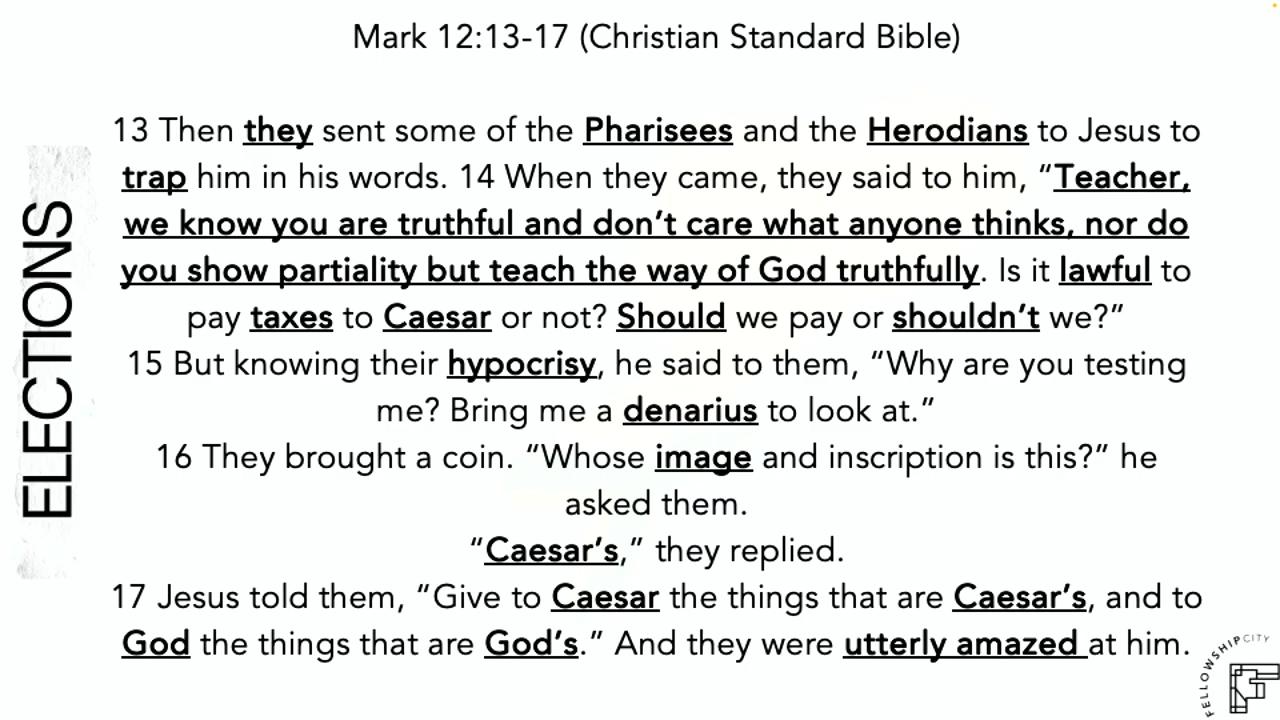 Mark 12:13-17 (Christian Standard Bible)
13 Then they sent some of the Pharisees and the Herodians to Jesus to
trap him in his words. 14 When they came, they said to him, “Teacher,
we know you are truthful and don’t care what anyone thinks, nor do
you show partiality but teach the way of God truthfully. Is it lawful to
pay taxes to Caesar or not? Should we pay or shouldn’t we?”
15 But knowing their hypocrisy, he said to them, “Why are you testing
me? Bring me a denarius to look at.”
16 They brought a coin. “Whose image and inscription is this?” he
asked them.
“Caesar’s,” they replied.
17 Jesus told them, “Give to Caesar the things that are Caesar’s, and to
God the things that are God’s.” And they were utterly amazed at him.
ELECTIONS
FELLOWSHIPCITY